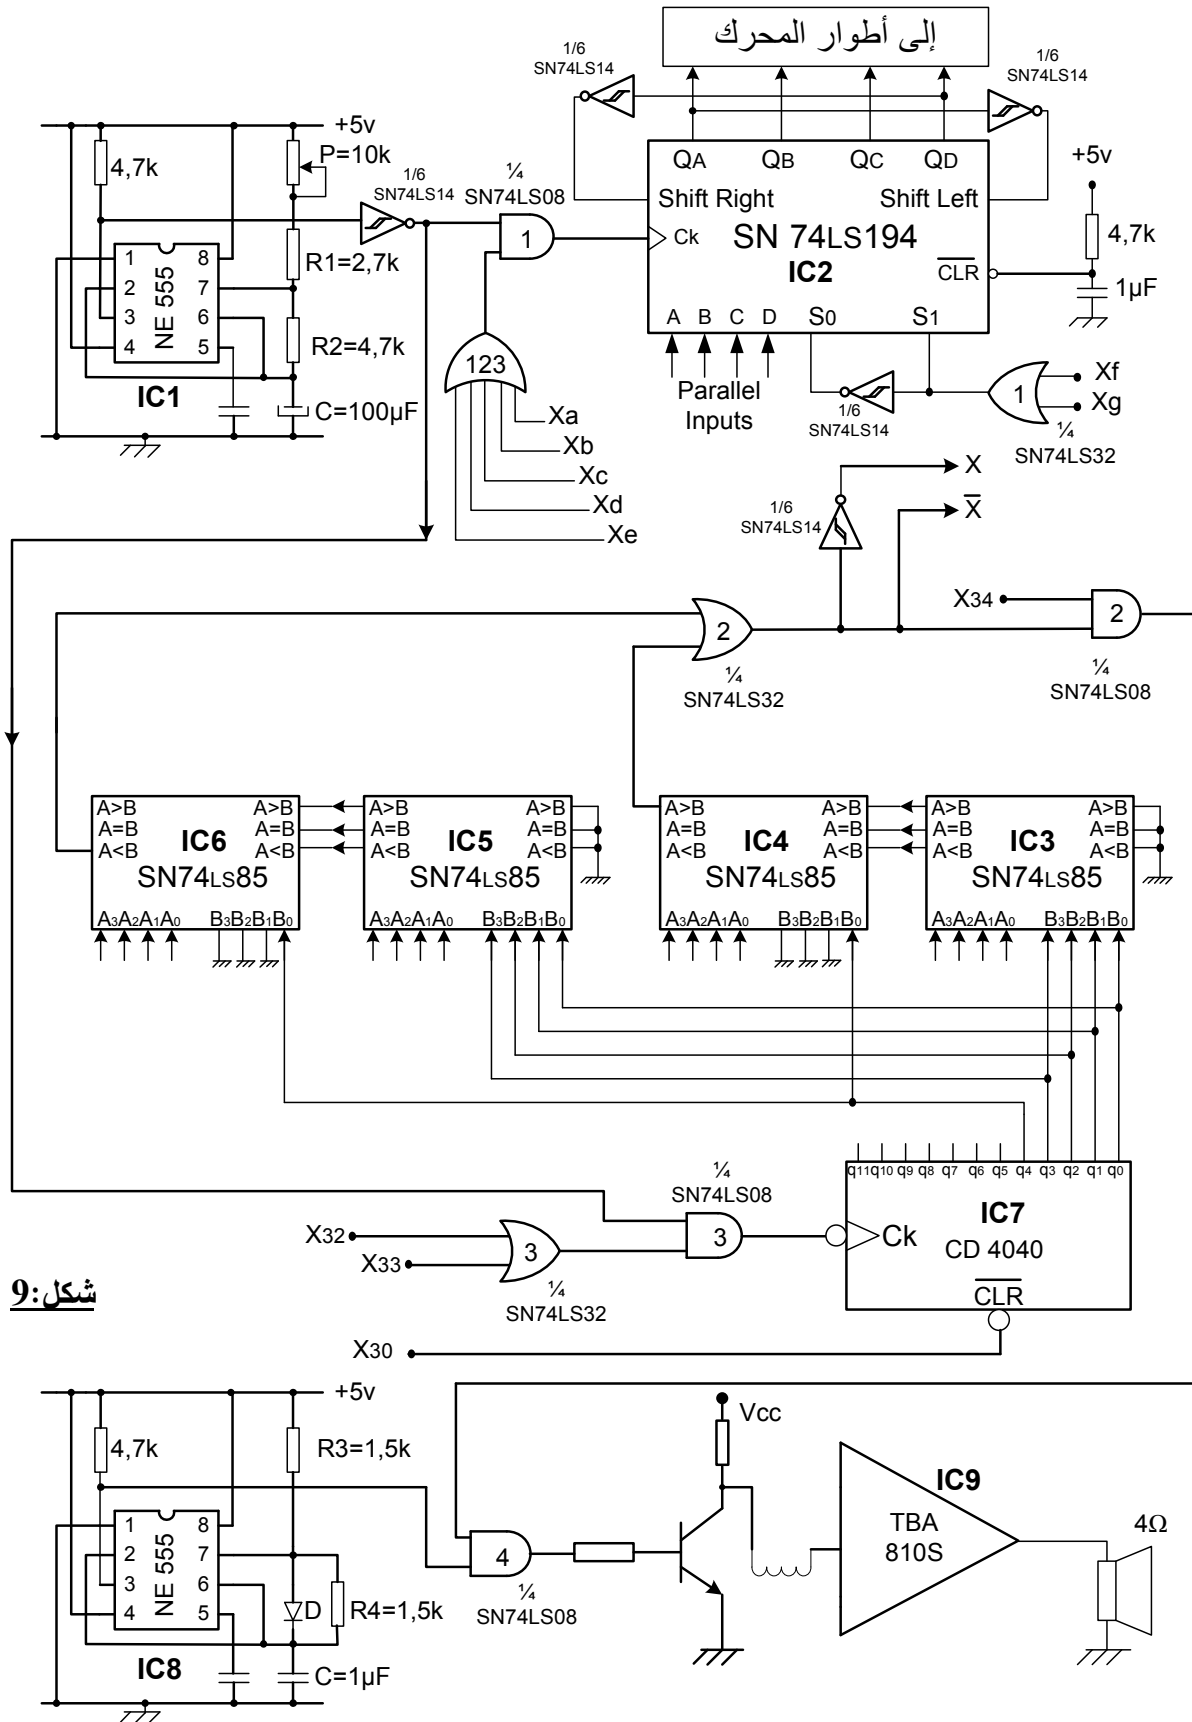 إلى أطوار المحرك
1/6
SN74LS14
1/6
SN74LS14
QA QB QC QD
Shift Right Shift Left
Ck
SN 74LS194
IC2
CLR
A B C D
S0 S1
Parallel
Inputs
+5v
4,7k
1µF
1/6
SN74LS14
1
Xf
Xg
¼
SN74LS32
+5v
4,7k
P=10k
R1=2,7k
R2=4,7k
C=100µF
1 8
2 7
3 6
4 5
NE 555
IC1
1/6
SN74LS14
¼
SN74LS08
1
123
Xa
Xb
Xc
Xd
Xe
X
X̅
1/6
SN74LS14
2
¼
SN74LS32
X34
2
¼
SN74LS08
A>B A>B
A=B A=B
A<B A<B
IC6
SN74LS85
A3A2A1A0 B3B2B1B0
A>B A>B
A=B A=B
A<B A<B
IC5
SN74LS85
A3A2A1A0 B3B2B1B0
A>B A>B
A=B A=B
A<B A<B
IC4
SN74LS85
A3A2A1A0 B3B2B1B0
A>B A>B
A=B A=B
A<B A<B
IC3
SN74LS85
A3A2A1A0 B3B2B1B0
q11 q10 q9 q8 q7 q6 q5 q4 q3 q2 q1 q0
IC7
CD 4040
Ck
CLR
X32
X33
3
¼
SN74LS32
¼
SN74LS08
3
X30
شكل:9
+5v
4,7k
R3=1,5k
R4=1,5k
D
C=1µF
1 8
2 7
3 6
4 5
NE 555
IC8
4
¼
SN74LS08
Vcc
IC9
TBA
810S
4Ω